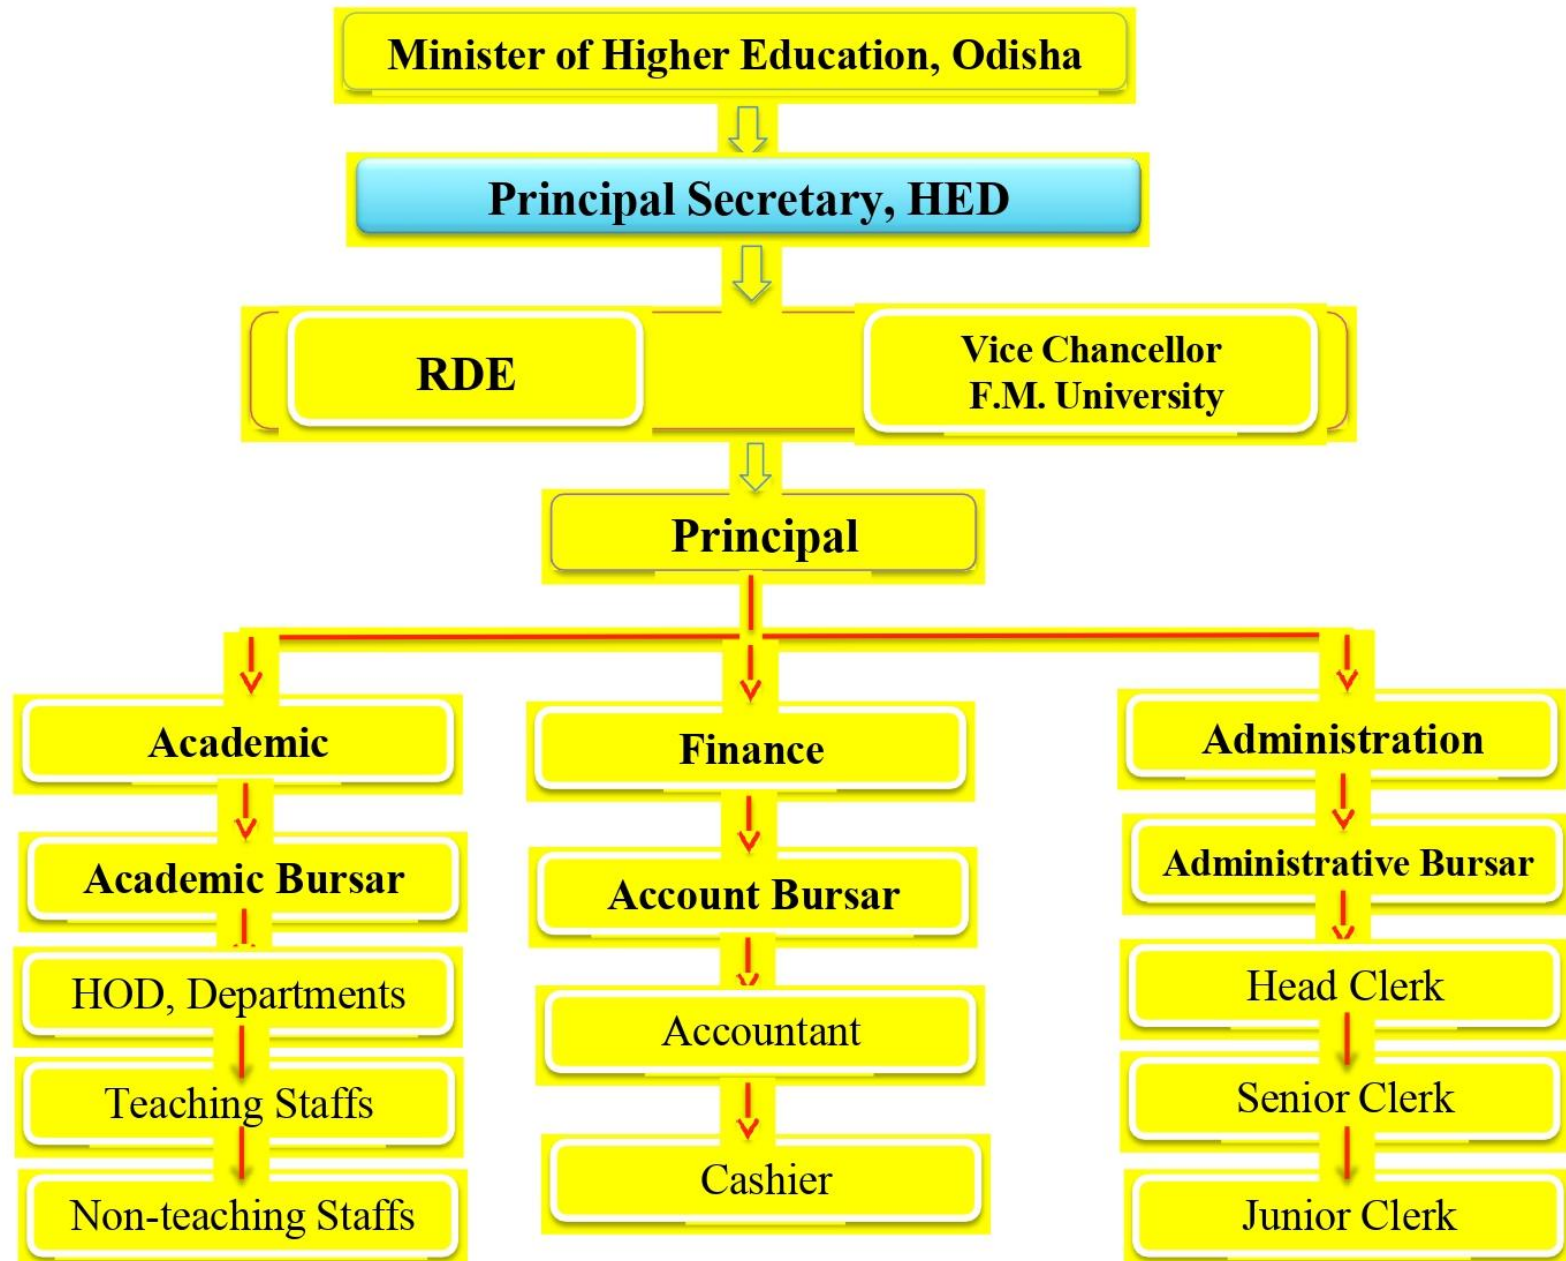 Minister of Higher Education, Odisha
Principal Secretary, HED
RDE
Vice Chancellor
F.M. University
Principal
Academic
Finance
Administration
Academic Bursar
Account Bursar
Administrative Bursar
HOD, Departments
Accountant
Head Clerk
Teaching Staffs
Cashier
Senior Clerk
Non-teaching Staffs
Junior Clerk